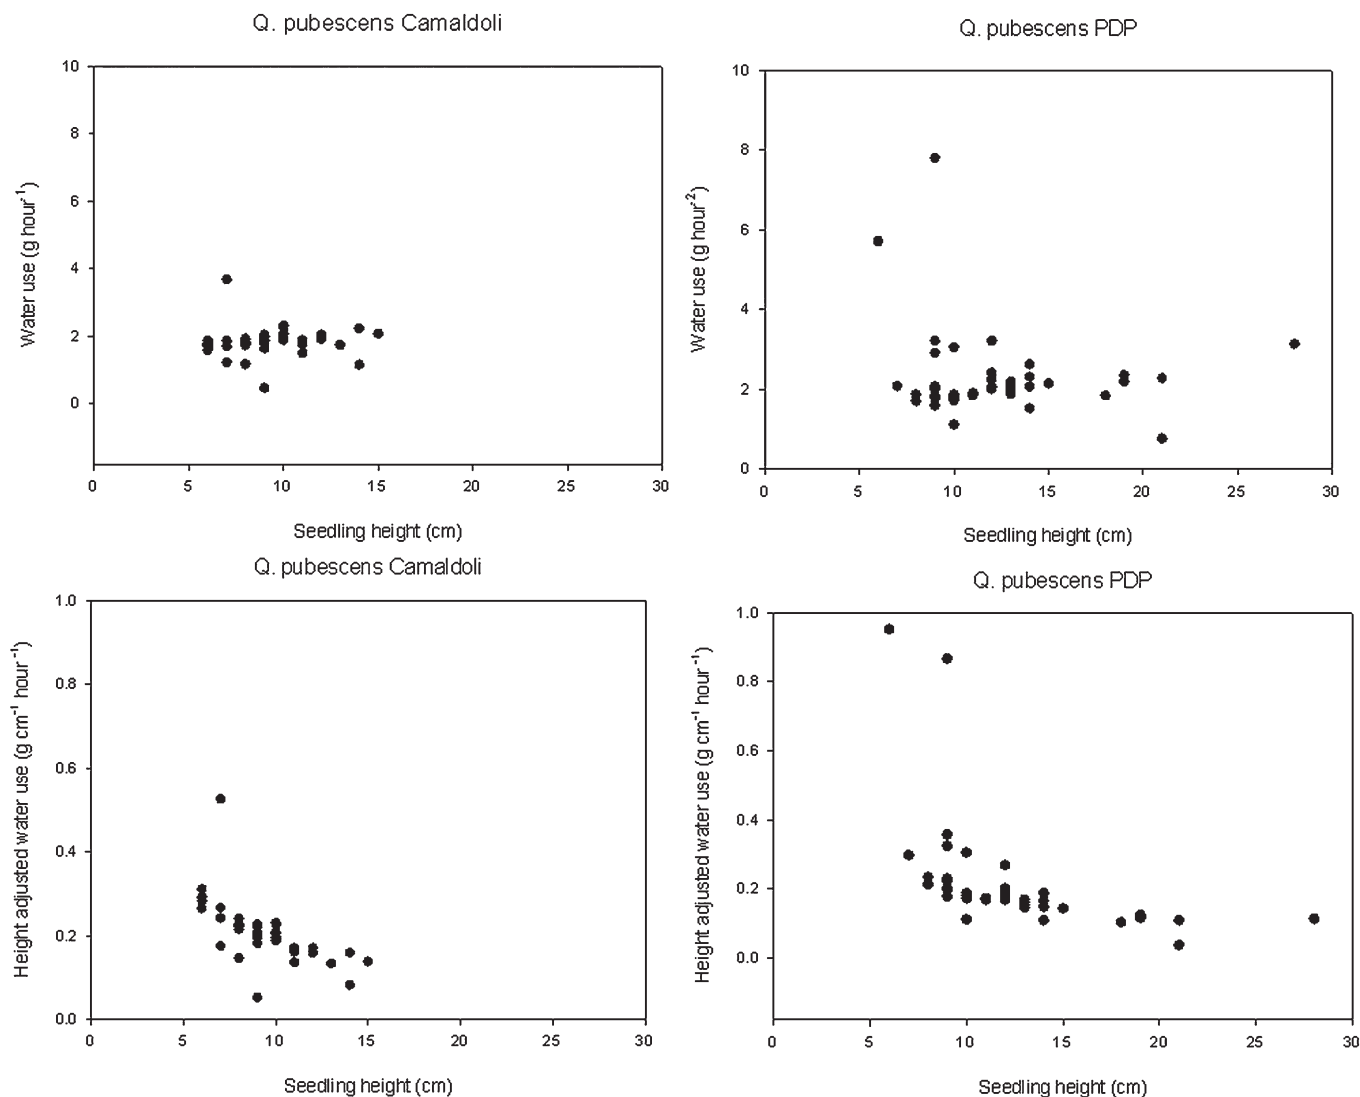 Q. pubescens Camaldoli
Water use (g hour-1)
10
8
6
4
2
0
0 5 10 15 20 25 30
Seedling height (cm)
Q. pubescens PDP
Water use (g hour-2)
10
8
6
4
2
0
0 5 10 15 20 25 30
Seedling height (cm)
Q. pubescens Camaldoli
Height adjusted water use (g cm-1 hour-1)
1.0
0.8
0.6
0.4
0.2
0.0
0 5 10 15 20 25 30
Seedling height (cm)
Q. pubescens PDP
Height adjusted water use (g cm-1 hour-1)
1.0
0.8
0.6
0.4
0.2
0.0
0 5 10 15 20 25 30
Seedling height (cm)